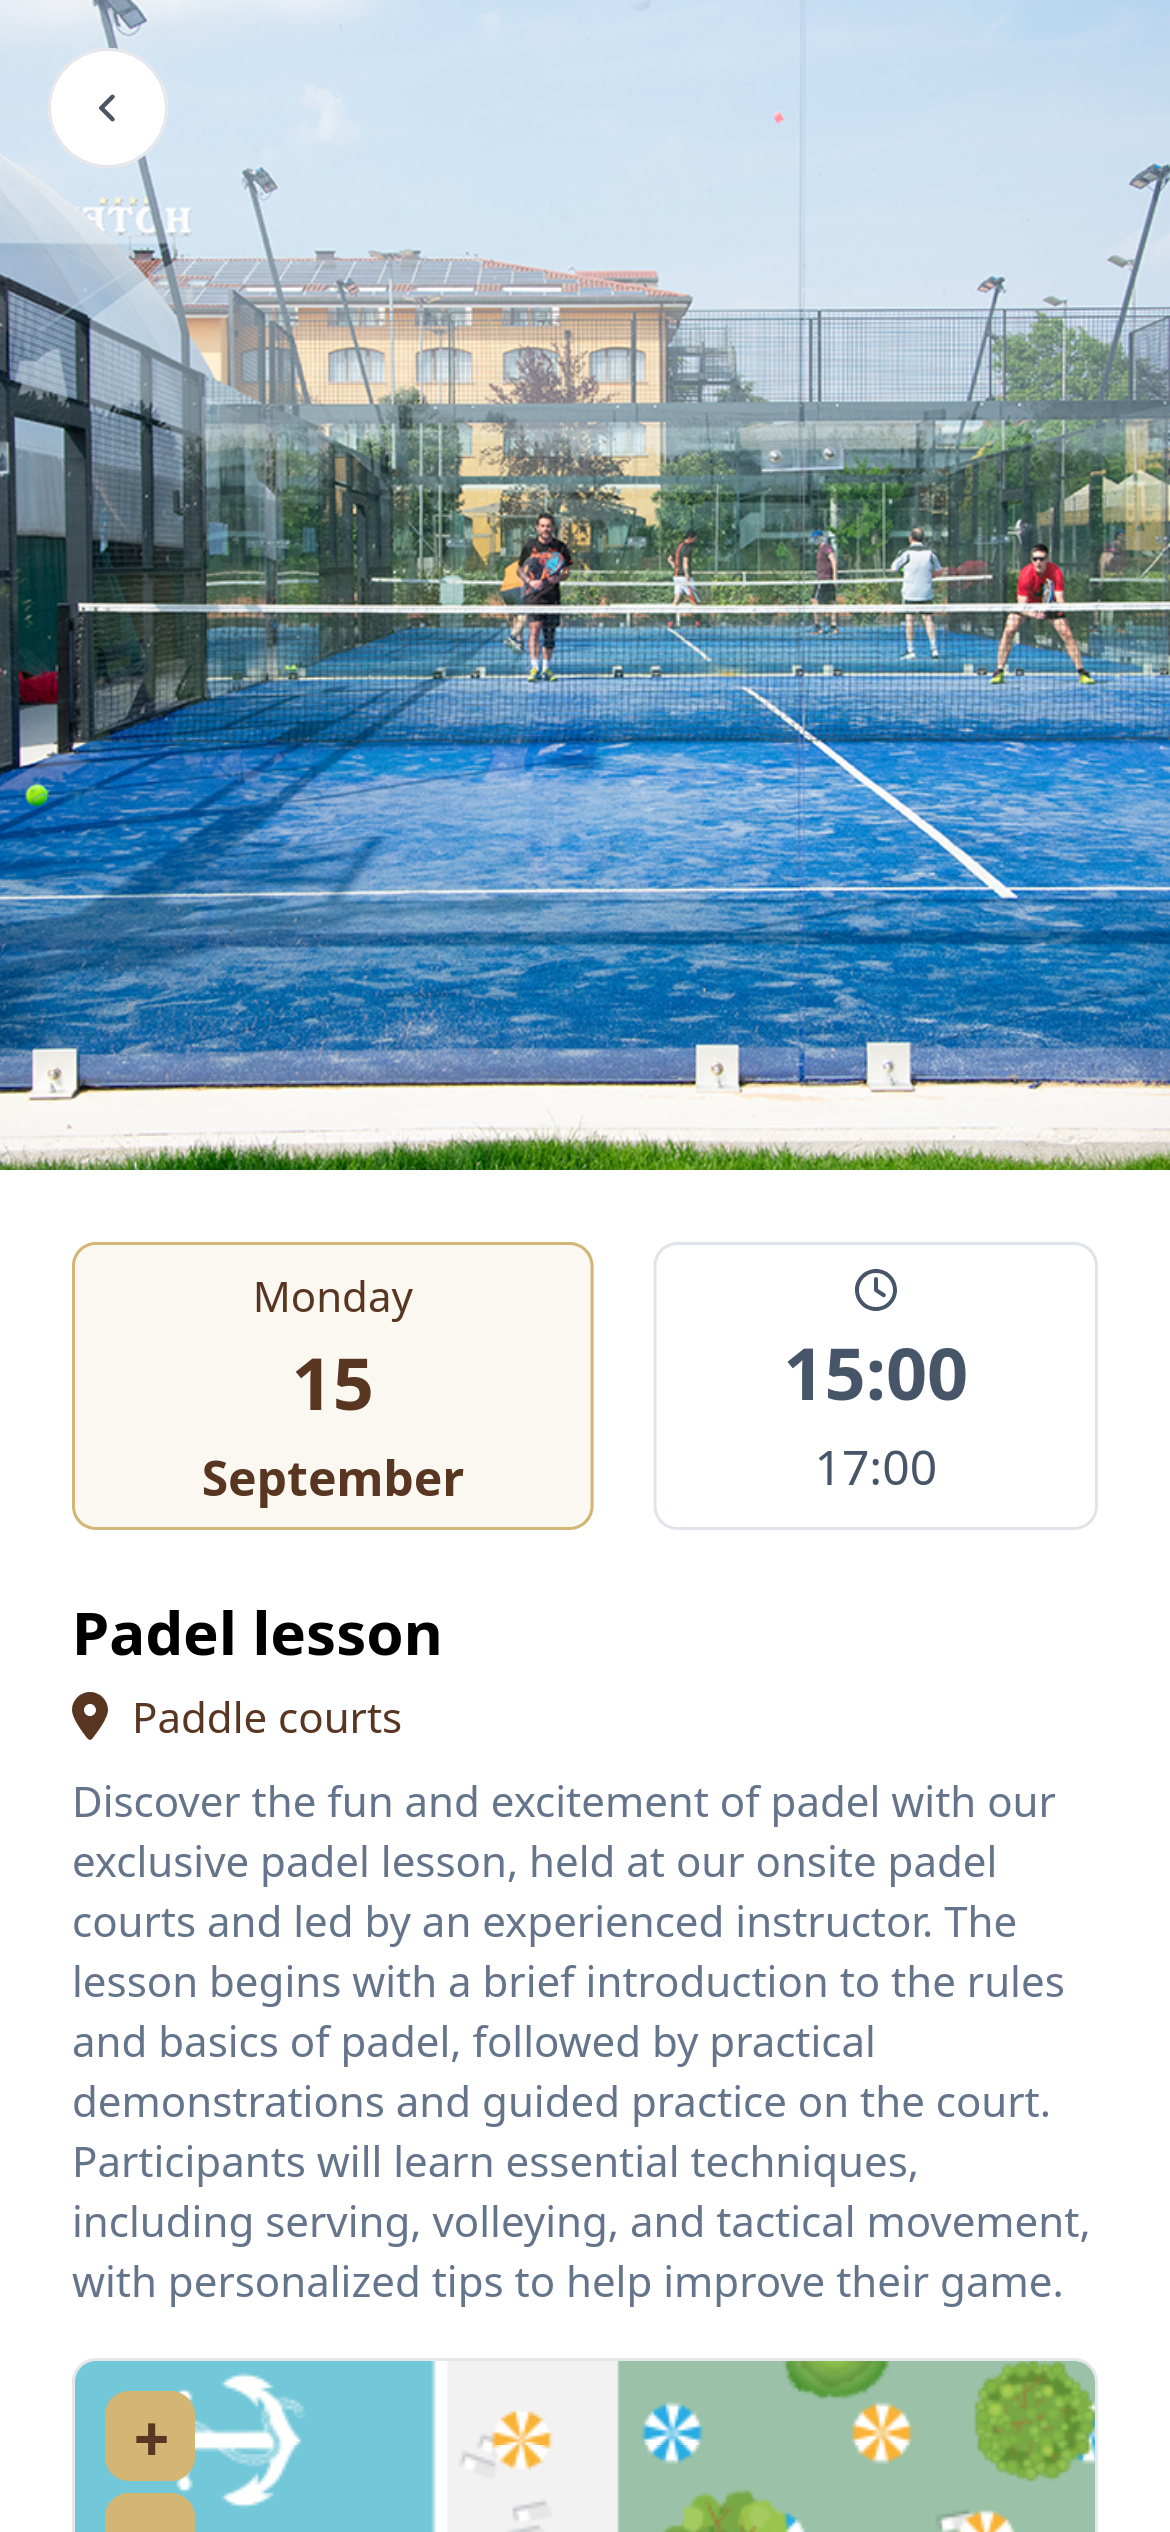 HOTE
Monday
15
September
15:00
17:00
Padel lesson
Paddle courts
Discover the fun and excitement of padel with our
exclusive padel lesson, held at our onsite padel
courts and led by an experienced instructor. The
lesson begins with a brief introduction to the rules
and basics of padel, followed by practical
demonstrations and guided practice on the court.
Participants will learn essential techniques,
including serving, volleying, and tactical movement,
with personalized tips to help improve their game.
+